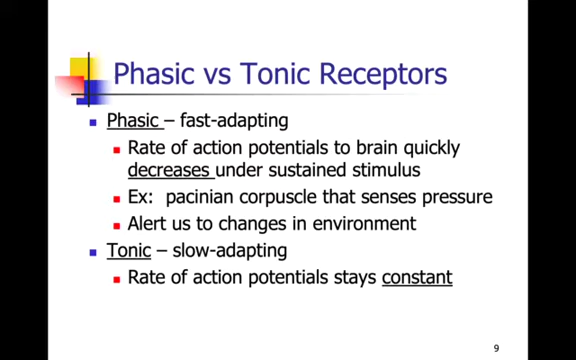 Phasic vs Tonic Receptors
Phasic – fast-adapting
Rate of action potentials to brain quickly
decreases under sustained stimulus
Ex:  pacinian corpuscle that senses pressure
Alert us to changes in environment
Tonic – slow-adapting
Rate of action potentials stays constant
9